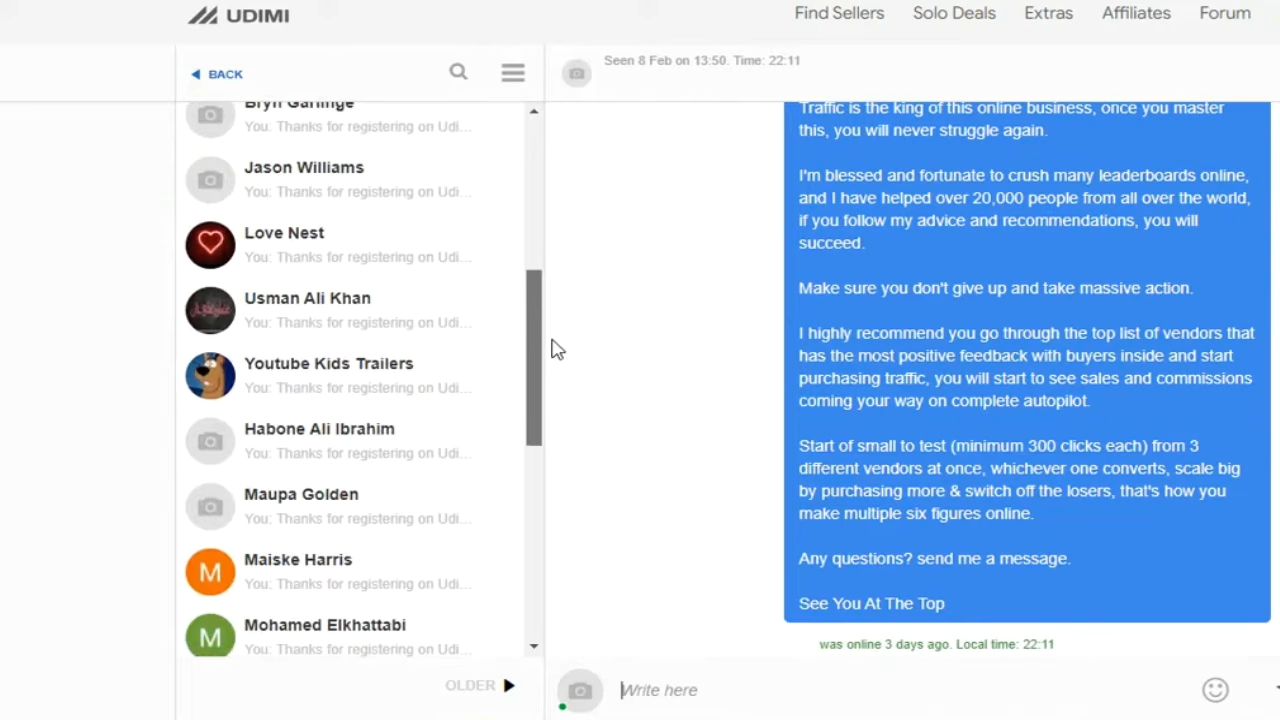 UDIMI
Find Sellers
Solo Deals
Extras
Affiliates
Forum
BACK
Bryn Garlinge
You: Thanks for registering on Udi...
Jason Williams
You: Thanks for registering on Udi...
Love Nest
You: Thanks for registering on Udi...
Usman Ali Khan
You: Thanks for registering on Udi...
Youtube Kids Trailers
You: Thanks for registering on Udi...
Habone Ali Ibrahim
You: Thanks for registering on Udi...
Maupa Golden
You: Thanks for registering on Udi...
M
Maiske Harris
You: Thanks for registering on Udi...
M
Mohamed Elkhattabi
You: Thanks for registering on Udi...
OLDER
Seen 8 Feb on 13:50. Time: 22:11
Traffic is the king of this online business, once you master
this, you will never struggle again.
I'm blessed and fortunate to crush many leaderboards online,
and I have helped over 20,000 people from all over the world,
if you follow my advice and recommendations, you will
succeed.
Make sure you don't give up and take massive action.
I highly recommend you go through the top list of vendors that
has the most positive feedback with buyers inside and start
purchasing traffic, you will start to see sales and commissions
coming your way on complete autopilot.
Start of small to test (minimum 300 clicks each) from 3
different vendors at once, whichever one converts, scale big
by purchasing more & switch off the losers, that's how you
make multiple six figures online.
Any questions? send me a message.
See You At The Top
was online 3 days ago. Local time: 22:11
Write here